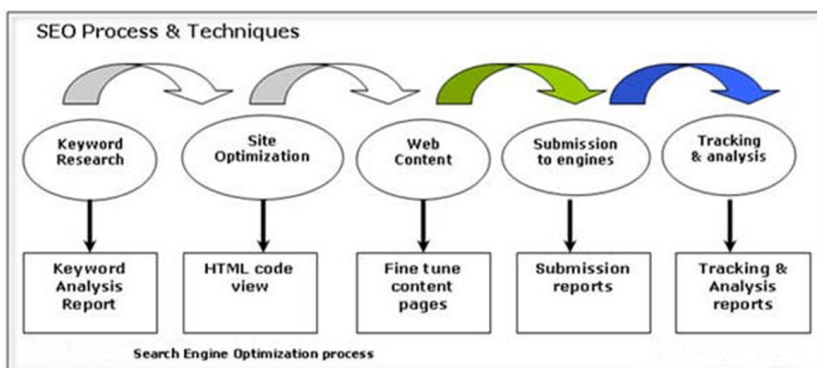 SEO Process & Techniques
Keyword
Research
Site
Optimization
Web
Content
Submission
to engines
Tracking
& analysis
Keyword
Analysis
Report
HTML code
view
Fine tune
content
pages
Submission
reports
Tracking &
Analysis
reports
Search Engine Optimization process